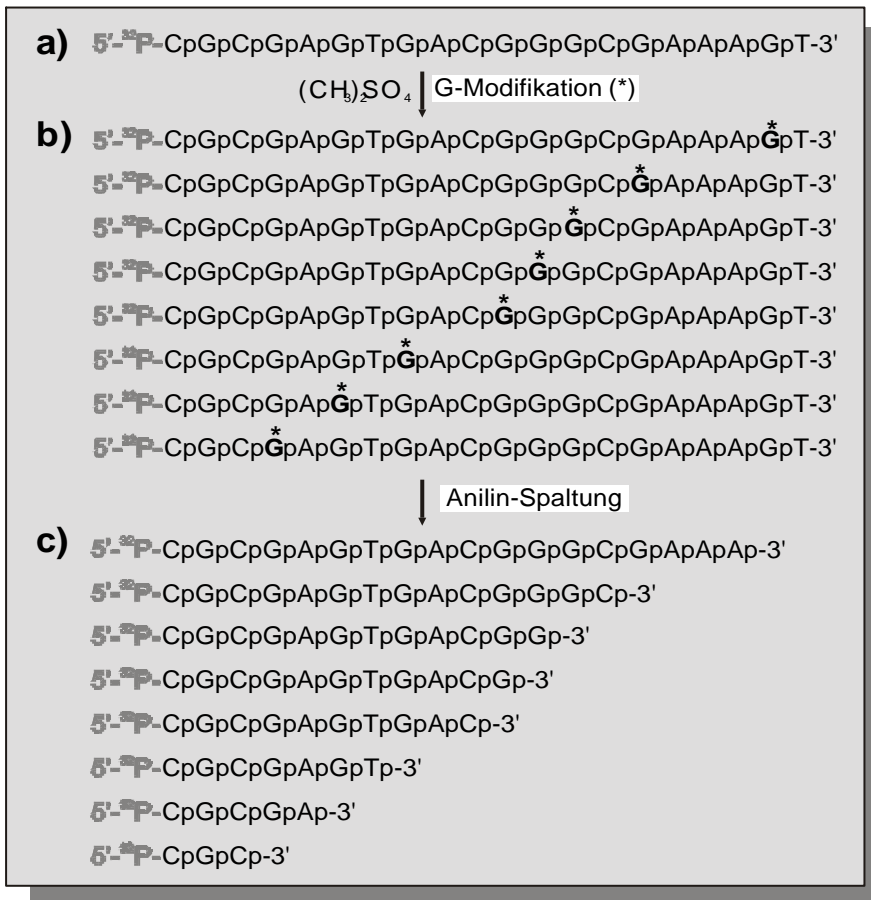 a) 5'-32P-CpGpCpGpApGpTpGpApCpGpGpGpCpGpApApApGpT-3'
(CH3)2SO4 G-Modifikation (*)
b) 5'-32P-CpGpCpGpApGpTpGpApCpGpGpGpCpGpApApApG*pT-3'
5'-32P-CpGpCpGpApGpTpGpApCpGpGpGpCpG*pApApApGpT-3'
5'-32P-CpGpCpGpApGpTpGpApCpGpGpG*pCpGpApApApGpT-3'
5'-32P-CpGpCpGpApGpTpGpApCpGpG*pGpCpGpApApApGpT-3'
5'-32P-CpGpCpGpApGpTpGpApCpG*pGpGpCpGpApApApGpT-3'
5'-32P-CpGpCpGpApGpTpG*pApCpGpGpGpCpGpApApApGpT-3'
5'-32P-CpGpCpGpApG*pTpGpApCpGpGpGpCpGpApApApGpT-3'
5'-32P-CpGpCpG*pApGpTpGpApCpGpGpGpCpGpApApApGpT-3'
Anilin-Spaltung
c) 5'-32P-CpGpCpGpApGpTpGpApCpGpGpGpCpGpApApAp-3'
5'-32P-CpGpCpGpApGpTpGpApCpGpGpGpCp-3'
5'-32P-CpGpCpGpApGpTpGpApCpGpGp-3'
5'-32P-CpGpCpGpApGpTpGpApCpGp-3'
5'-32P-CpGpCpGpApGpTpGpApCp-3'
5'-32P-CpGpCpGpApGpTp-3'
5'-32P-CpGpCpGpAp-3'
5'-32P-CpGpCp-3'